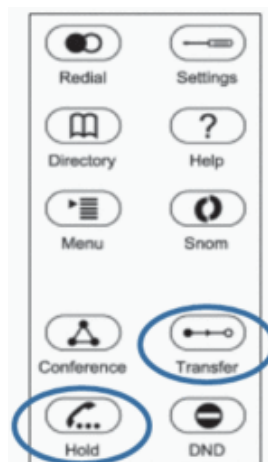 Redial Settings
?
Directory Help
Menu Snom
Conference Transfer
Hold DND